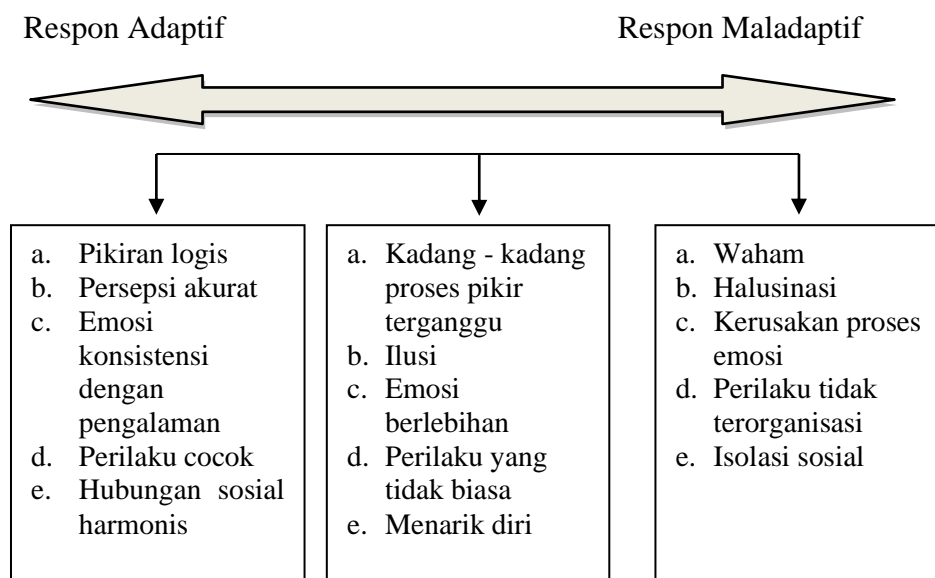 Respon Adaptif
Respon Maladaptif
a. Pikiran logis
b. Persepsi akurat
c. Emosi
konsistensi
dengan
pengalaman
d. Perilaku cocok
e. Hubungan sosial
harmonis
a. Kadang - kadang
proses pikir
terganggu
b. Ilusi
c. Emosi
berlebihan
d. Perilaku yang
tidak biasa
e. Menarik diri
a. Waham
b. Halusinasi
c. Kerusakan proses
emosi
d. Perilaku tidak
terorganisasi
e. Isolasi sosial